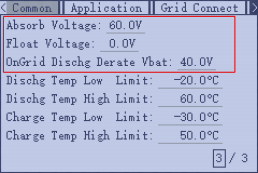 < Common Application Grid Connect >
Absorb Voltage: 60.0V
Float Voltage: 0.0V
OnGrid Dischg Derate Vbat: 40.0V
Dischg Temp Low Limit: -20.0℃
Dischg Temp High Limit: 60.0℃
Charge Temp Low Limit: -30.0℃
Charge Temp High Limit: 50.0℃
3 / 3